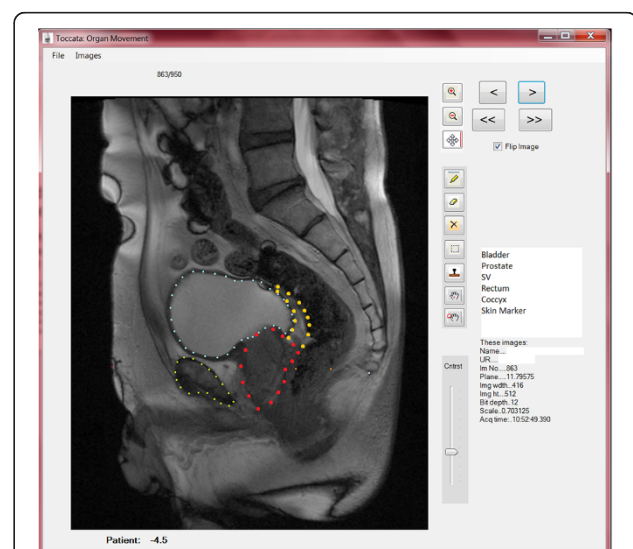 Toccata: Organ Movement
File Images
863/950
< >
<< >>
Flip Image
Bladder
Prostate
SV
Rectum
Coccyx
Skin Marker
These images:
Name....
UR....
Im No....863
Plane....11.79575
Img wdth..416
Img ht...512
Bit depth..12
Scale..0.703125
Acq time:..10:52:49.390
Cntrst
Patient: -4.5